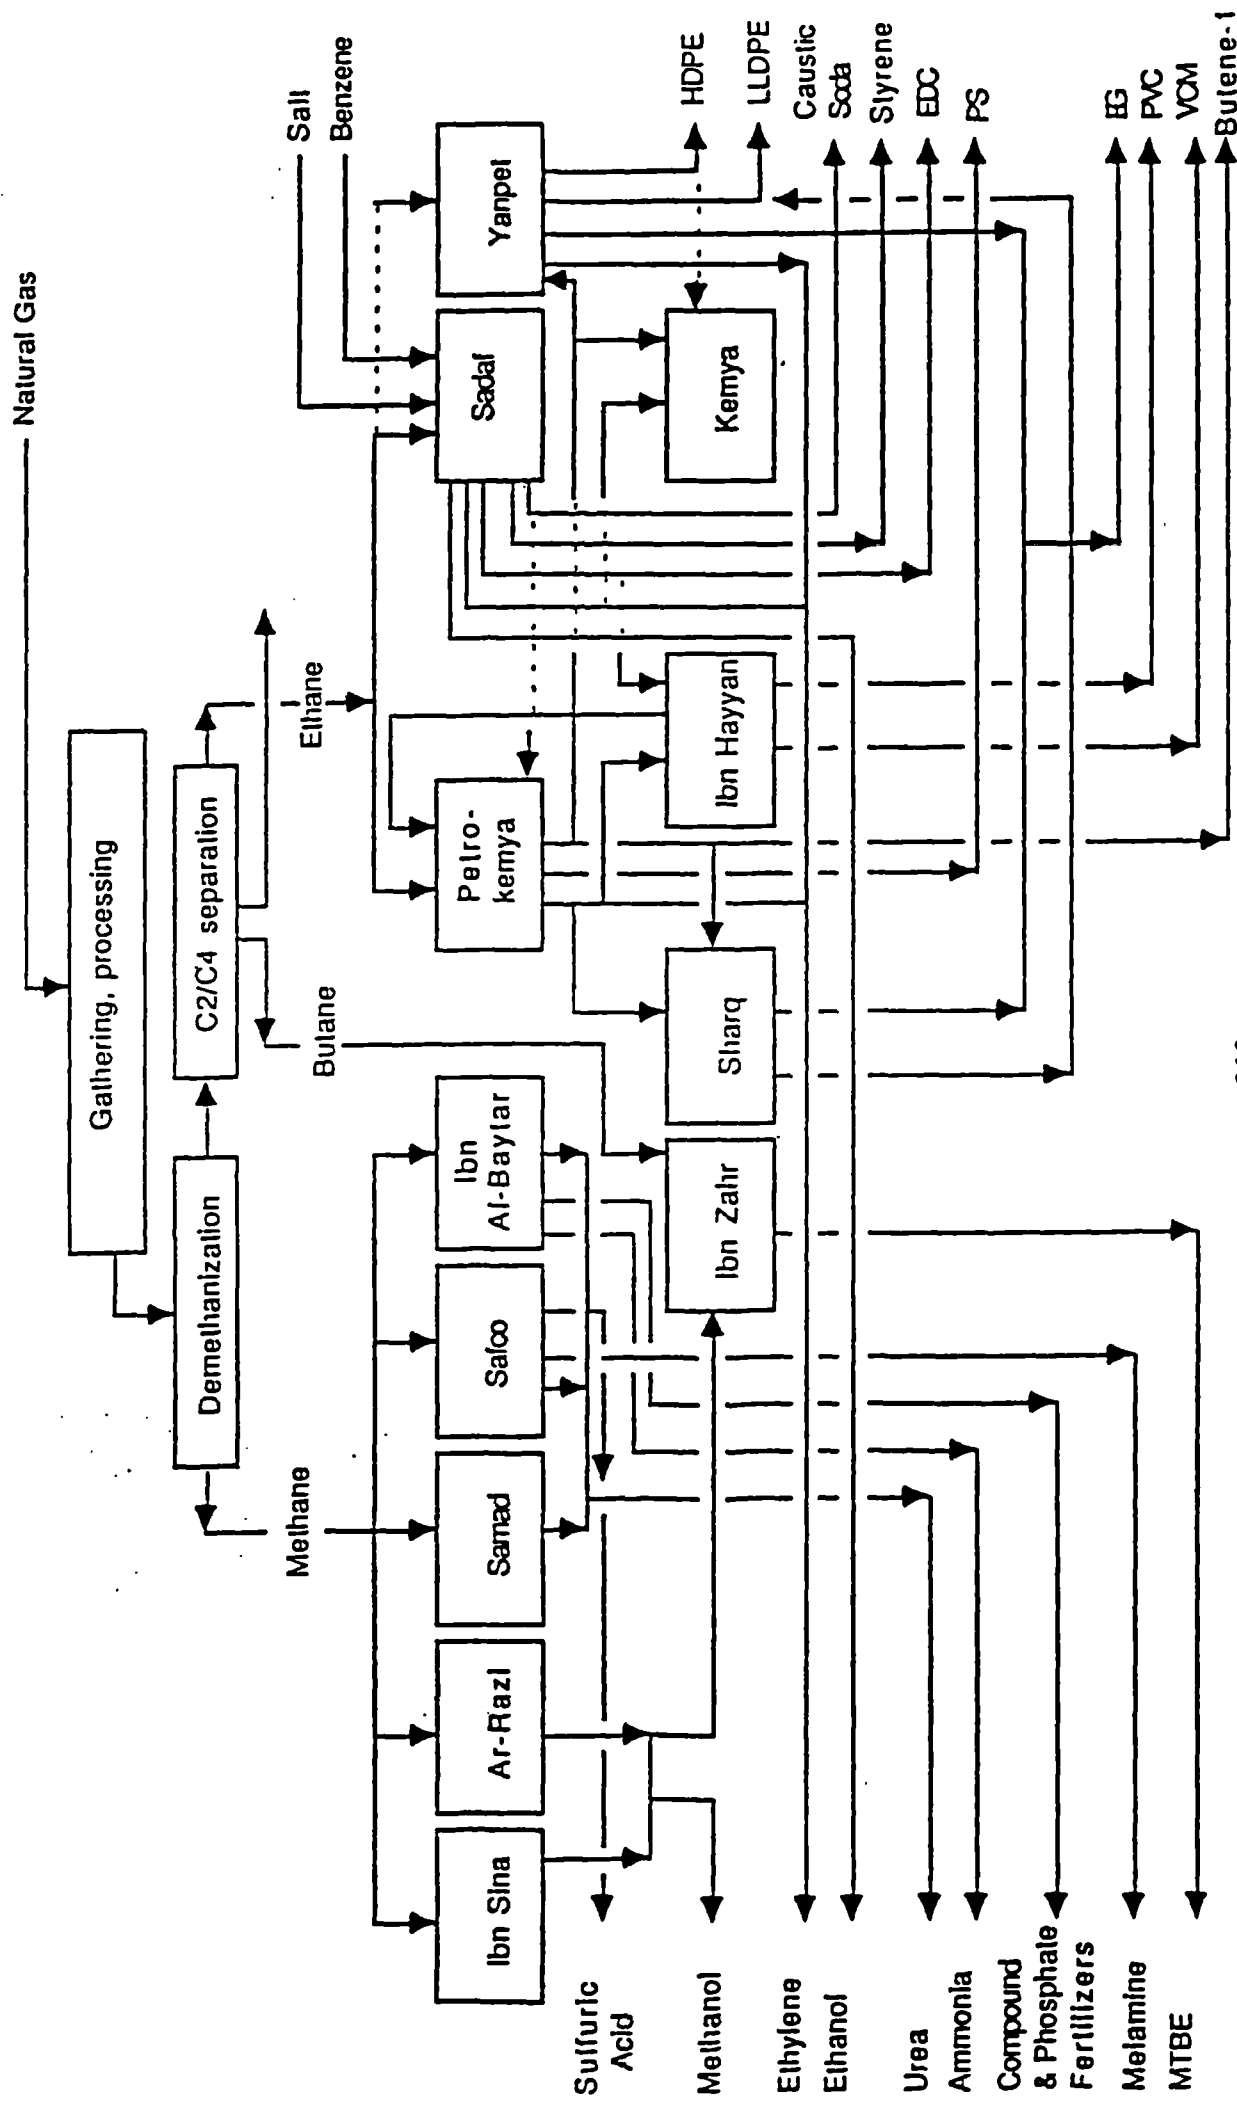 Natural Gas
Gathering, processing
Demethanization
C2/C4 separation
Methane
Butane
Ethane
Salt
Benzene
Ibn Sina
Ar-Razi
Samad
Safco
Ibn
Al-Baytar
Petro-
kemya
Sadaf
Yanpet
Ibn Zahr
Sharq
Ibn Hayyan
Kemya
Sulfuric
Acid
Methanol
Ethylene
Ethanol
Urea
Ammonia
Compound
& Phosphate
Fertilizers
Melamine
MTBE
HDPE
LLDPE
Caustic
Soda
Styrene
EDC
PS
EG
PVC
VCM
Butene-1